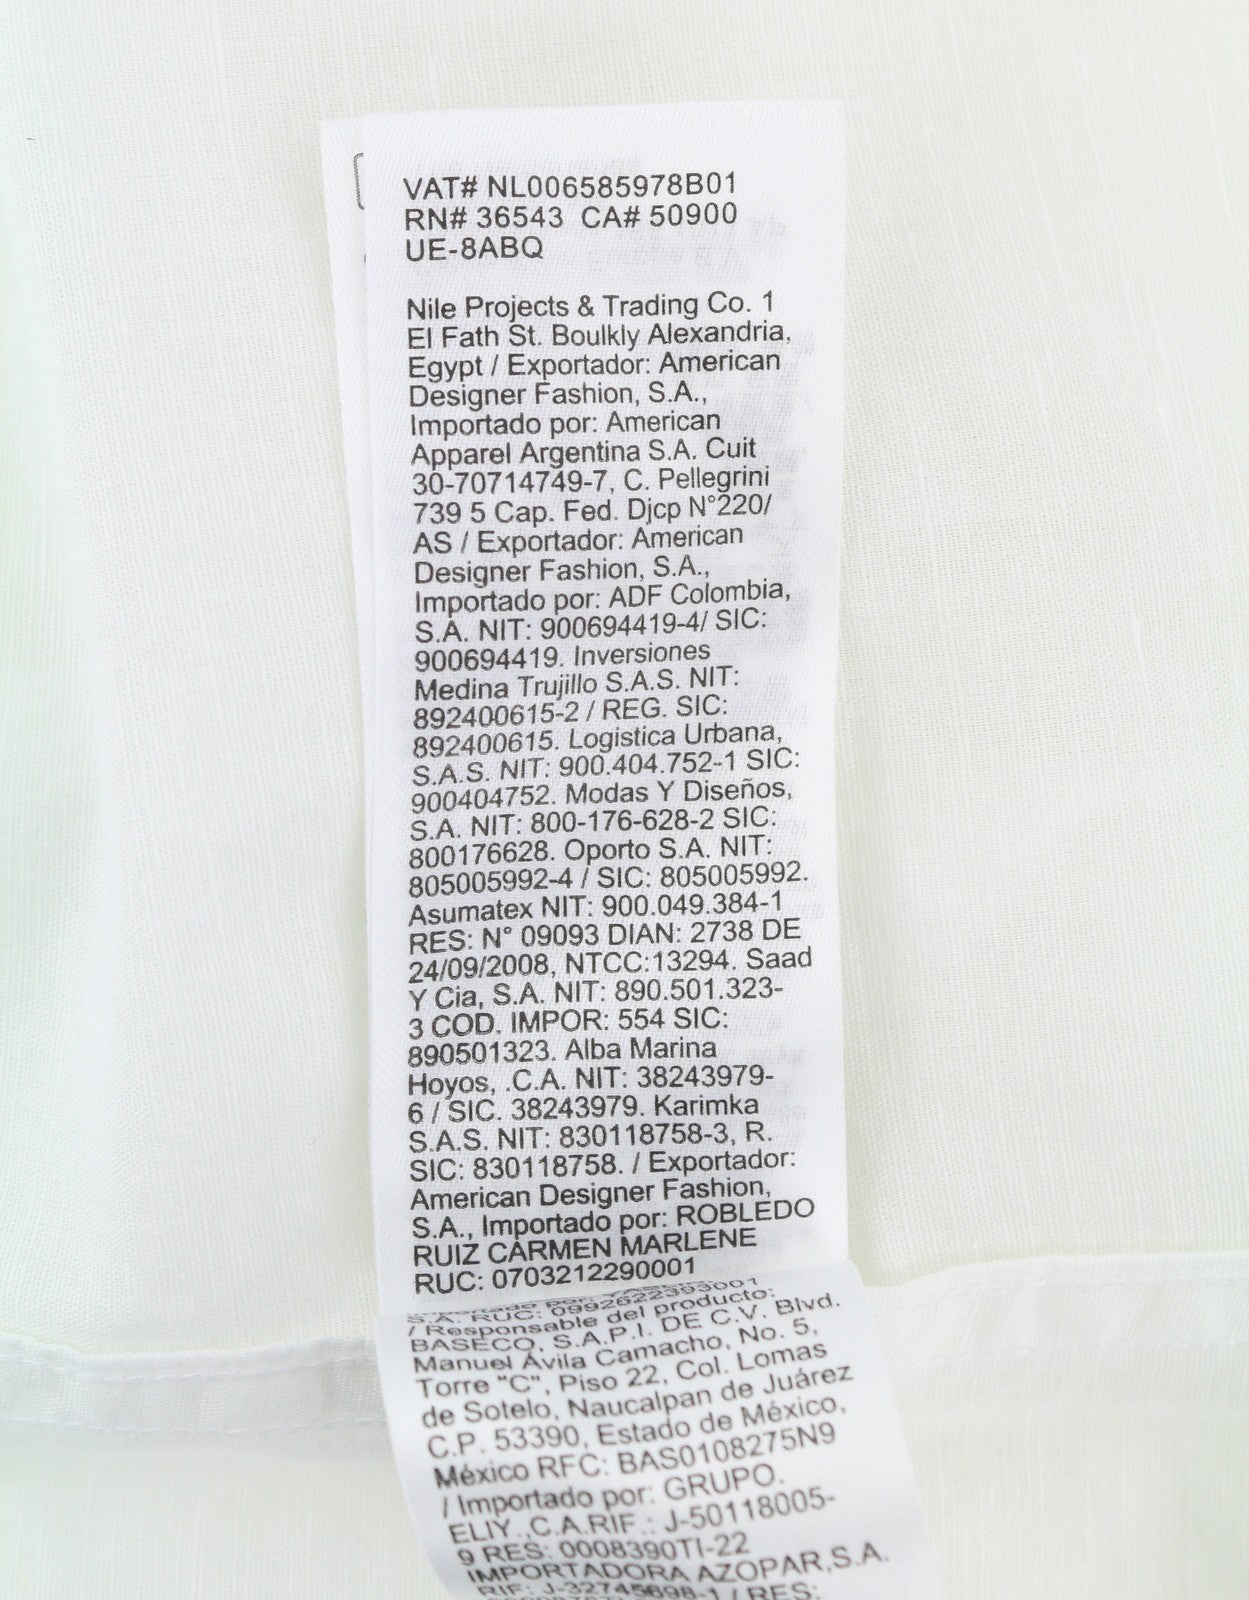 VAT# NL006585978B01
RN# 36543 CA# 50900
UE-8ABQ
Nile Projects & Trading Co. 1
El Fath St. Boulkly Alexandria,
Egypt / Exportador: American
Designer Fashion, S.A.,
Importado por: American
Apparel Argentina S.A. Cuit
30-70714749-7, C. Pellegrini
739 5 Cap. Fed. Djcp N°220/
AS / Exportador: American
Designer Fashion, S.A.,
Importado por: ADF Colombia,
S.A. NIT: 900694419-4/ SIC:
900694419. Inversiones
Medina Trujillo S.A.S. NIT:
892400615-2 / REG. SIC:
892400615. Logistica Urbana,
S.A.S. NIT: 900.404.752-1 SIC:
900404752. Modas Y Diseños,
S.A. NIT: 800-176-628-2 SIC:
800176628. Oporto S.A. NIT:
805005992-4 / SIC: 805005992.
Asumatex NIT: 900.049.384-1
RES: N° 09093 DIAN: 2738 DE
24/09/2008, NTCC:13294. Saad
Y Cia, S.A. NIT: 890.501.323-
3 COD. IMPOR: 554 SIC:
890501323. Alba Marina
Hoyos, .C.A. NIT: 38243979-
6 / SIC. 38243979. Karimka
S.A.S. NIT: 830118758-3, R.
SIC: 830118758. / Exportador:
American Designer Fashion,
S.A., Importado por: ROBLEDO
RUIZ CARMEN MARLENE
RUC: 0703212290001
Importado por:
S.A. RUC: 0992622393001
/ Responsable del producto:
BASECO, S.A.P.I. DE C.V. Blvd.
Manuel Ávila Camacho, No. 5,
Torre "C", Piso 22, Col. Lomas
de Sotelo, Naucalpan de Juárez
C.P. 53390, Estado de México,
México RFC: BAS0108275N9
/ Importado por: GRUPO.
ELIY.,C.A.RIF.: J-50118005-
9 RES: 0008390TI-22
IMPORTADORA AZOPAR,S.A.
RIF: J-32745698-1 / RES: